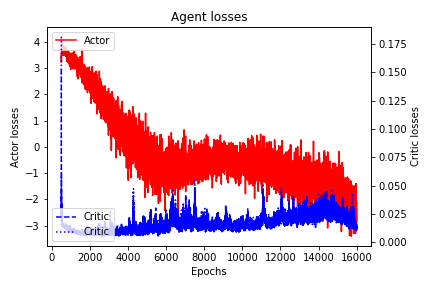 Agent losses
Actor
Critic
Critic
Actor losses
4
3
2
1
0
−1
−2
−3
Critic losses
0.175
0.150
0.125
0.100
0.075
0.050
0.025
0.000
0 2000 4000 6000 8000 10000 12000 14000 16000
Epochs